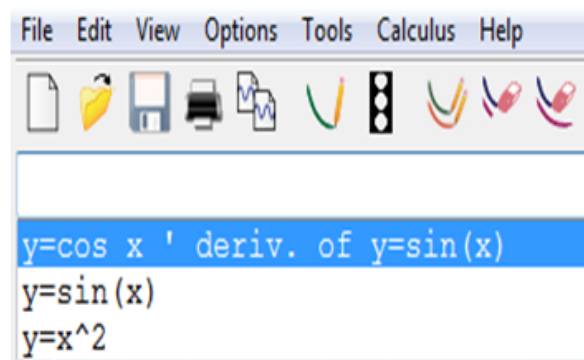 File Edit View Options Tools Calculus Help
y=cos x ' deriv. of y=sin(x)
y=sin(x)
y=x^2